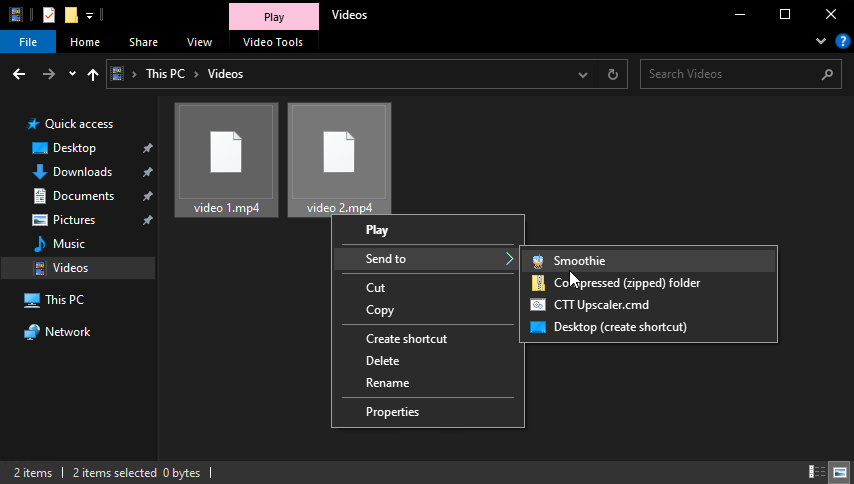 Play
Videos
File
Home
Share
View
Video Tools
This PC
Videos
Search Videos
Quick access
Desktop
Downloads
Documents
Pictures
Music
Videos
This PC
Network
video 1.mp4
video 2.mp4
Play
Send to
Cut
Copy
Create shortcut
Delete
Rename
Properties
Smoothie
Compressed (zipped) folder
CTT Upscaler.cmd
Desktop (create shortcut)
2 items
2 items selected 0 bytes